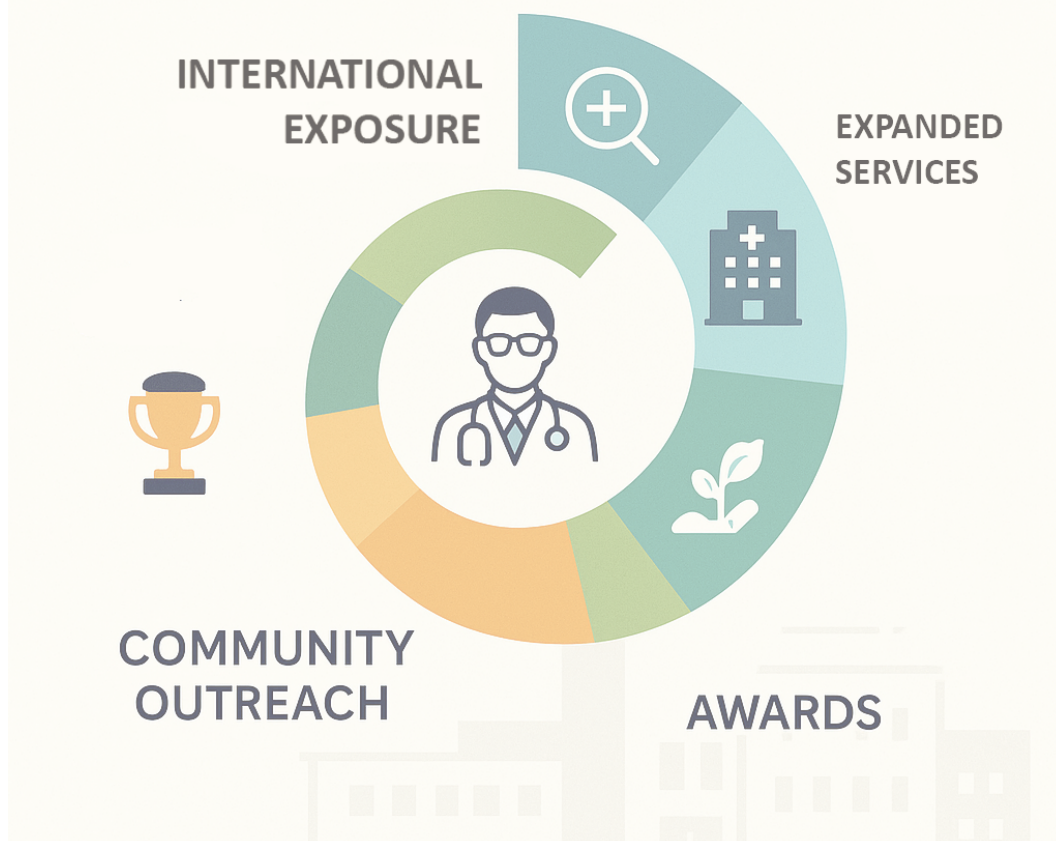 INTERNATIONAL
EXPOSURE
EXPANDED
SERVICES
COMMUNITY
OUTREACH
AWARDS